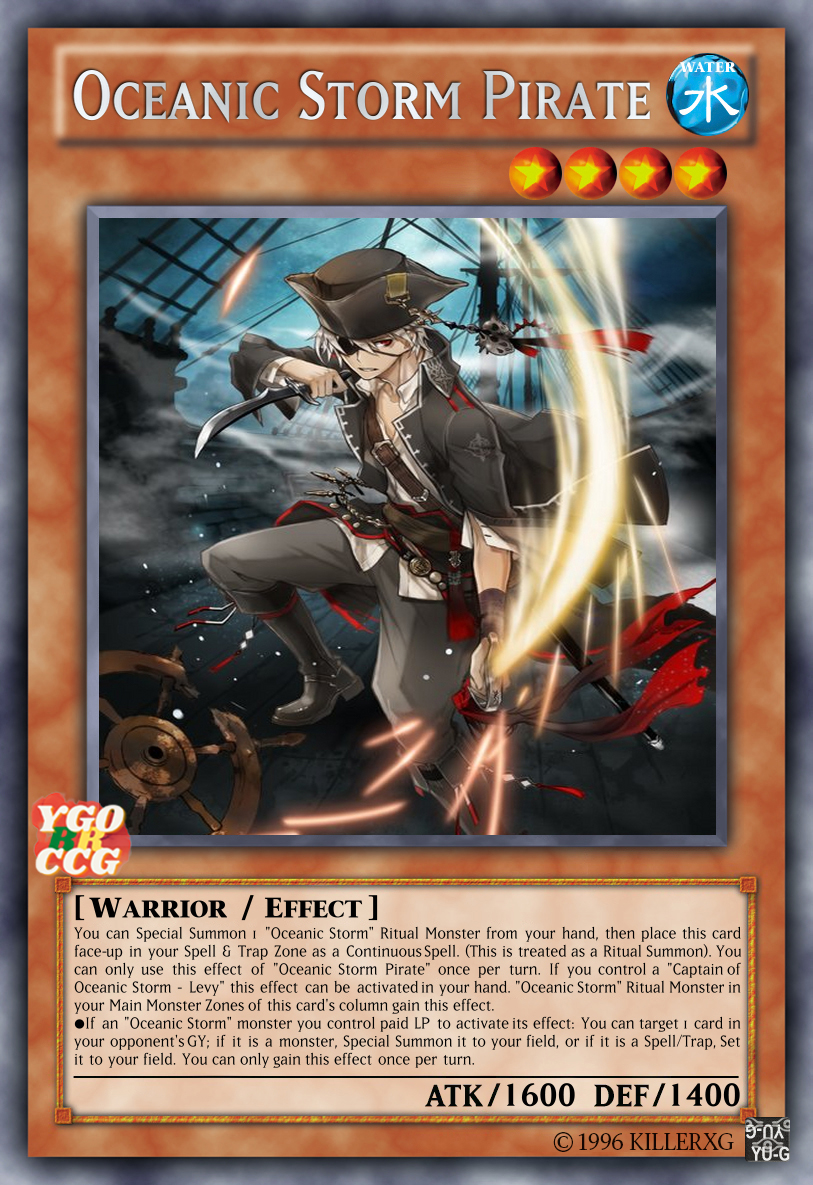 OCEANIC STORM PIRATE
WATER
水
YGO
RR
CCG
[ WARRIOR / EFFECT ]
You can Special Summon 1 "Oceanic Storm" Ritual Monster from your hand, then place this card
face-up in your Spell & Trap Zone as a Continuous Spell. (This is treated as a Ritual Summon). You
can only use this effect of "Oceanic Storm Pirate" once per turn. If you control a "Captain of
Oceanic Storm - Levy" this effect can be activated in your hand. "Oceanic Storm" Ritual Monster in
your Main Monster Zones of this card's column gain this effect.
●If an "Oceanic Storm" monster you control paid LP to activate its effect: You can target 1 card in
your opponent's GY; if it is a monster, Special Summon it to your field, or if it is a Spell/Trap, Set
it to your field. You can only gain this effect once per turn.
ATK/1600 DEF/1400
© 1996 KILLERXG
YU-G